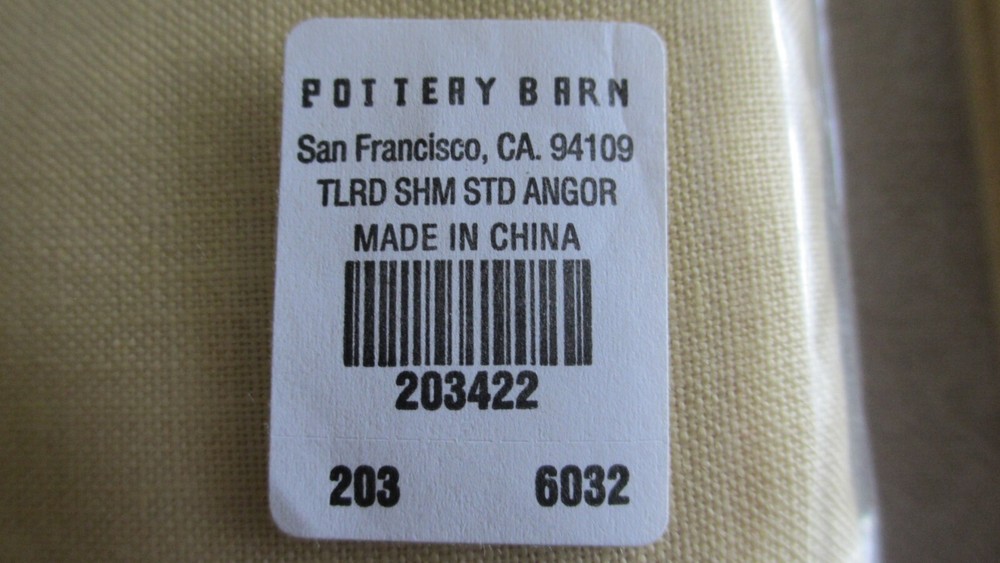 POTTERY BARN
San Francisco, CA. 94109
TLRD SHM STD ANGOR
MADE IN CHINA
203422
203 6032